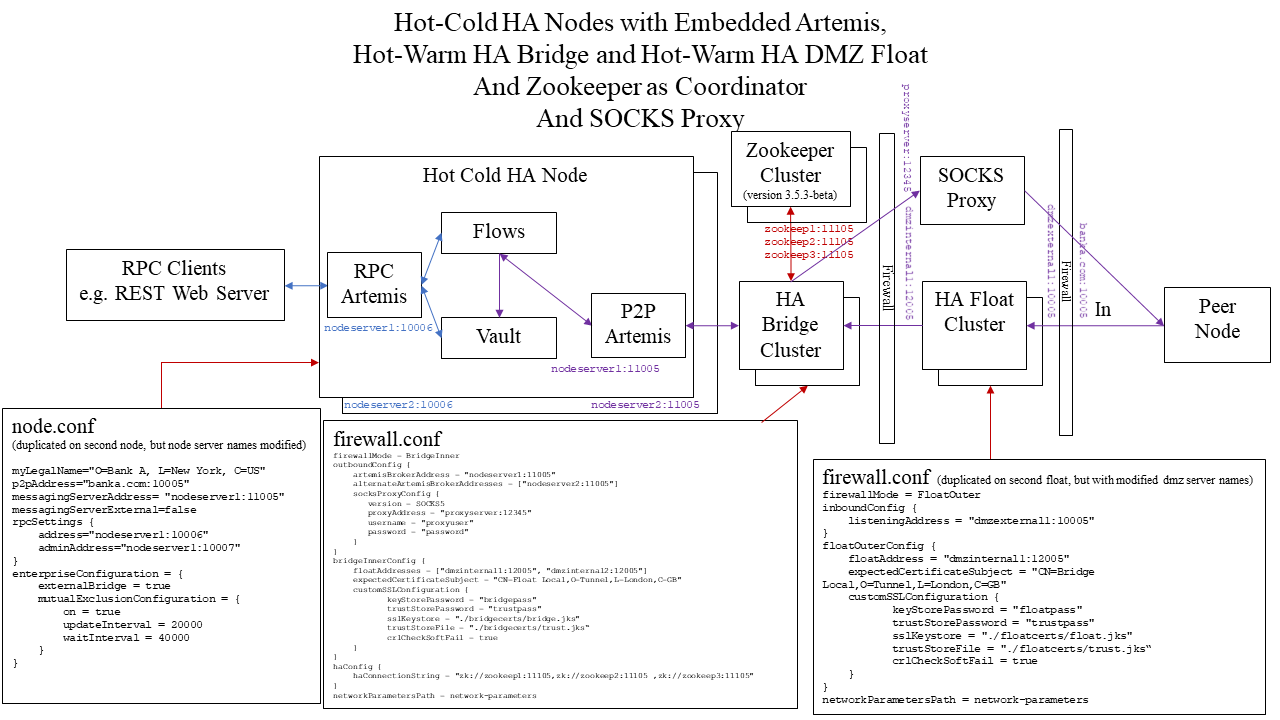 Hot-Cold HA Nodes with Embedded Artemis,
Hot-Warm HA Bridge and Hot-Warm HA DMZ Float
And Zookeeper as Coordinator
And SOCKS Proxy
Zookeeper
Cluster
(version 3.5.3-beta)
zookeep1:11105
zookeep2:11105
zookeep3:11105
proxyserver:12345
dmzinternal1:12005
Firewall
SOCKS
Proxy
dmzexternal1:10005
Firewall
banka.com:10005
Hot Cold HA Node
Flows
RPC Clients
e.g. REST Web Server
RPC
Artemis
nodeserver1:10006
Vault
P2P
Artemis
nodeserver1:11005
nodeserver2:10006
nodeserver2:11005
HA
Bridge
Cluster
HA Float
Cluster
In
Peer
Node
node.conf
(duplicated on second node, but node server names modified)
myLegalName="O=Bank A, L=New York, C=US"
p2pAddress="banka.com:10005"
messagingServerAddress= "nodeserver1:11005"
messagingServerExternal=false
rpcSettings {
address="nodeserver1:10006"
adminAddress="nodeserver1:10007"
}
enterpriseConfiguration = {
externalBridge = true
mutualExclusionConfiguration = {
on = true
updateInterval = 20000
waitInterval = 40000
}
}
firewall.conf
firewallMode = BridgeInner
outboundConfig {
artemisBrokerAddress = "nodeserver1:11005"
alternateArtemisBrokerAddresses = ["nodeserver2:11005"]
socksProxyConfig {
version = SOCKS5
proxyAddress = "proxyserver:12345"
username = "proxyuser"
password = "password"
}
}
bridgeInnerConfig {
floatAddresses = ["dmzinternal1:12005", "dmzinternal2:12005"]
expectedCertificateSubject = "CN=Float Local,O=Tunnel,L=London,C=GB"
customSSLConfiguration {
keyStorePassword = "bridgepass"
trustStorePassword = "trustpass"
sslKeystore = "./bridgecerts/bridge.jks"
trustStoreFile = "./bridgecerts/trust.jks"
crlCheckSoftFail = true
}
}
haConfig {
haConnectionString = "zk://zookeep1:11105,zk://zookeep2:11105 ,zk://zookeep3:11105"
}
networkParametersPath = network-parameters
firewall.conf (duplicated on second float, but with modified dmz server names)
firewallMode = FloatOuter
inboundConfig {
listeningAddress = "dmzexternal1:10005"
}
floatOuterConfig {
floatAddress = "dmzinternal1:12005"
expectedCertificateSubject = "CN=Bridge
Local,O=Tunnel,L=London,C=GB"
customSSLConfiguration {
keyStorePassword = "floatpass"
trustStorePassword = "trustpass"
sslKeystore = "./floatcerts/float.jks"
trustStoreFile = "./floatcerts/trust.jks“
crlCheckSoftFail = true
}
}
networkParametersPath = network-parameters